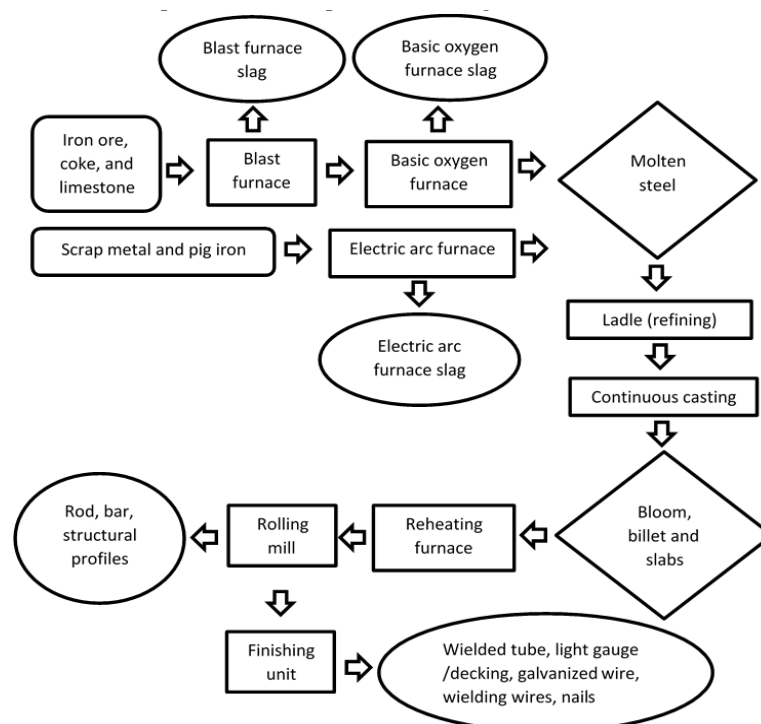 Blast furnace
slag
Basic oxygen
furnace slag
Iron ore,
coke, and
limestone
Blast
furnace
Basic oxygen
furnace
Molten
steel
Scrap metal and pig iron
Electric arc furnace
Ladle (refining)
Electric arc
furnace slag
Continuous casting
Rod, bar,
structural
profiles
Rolling
mill
Reheating
furnace
Bloom,
billet and
slabs
Finishing
unit
Wielded tube, light gauge
/decking, galvanized wire,
wielding wires, nails